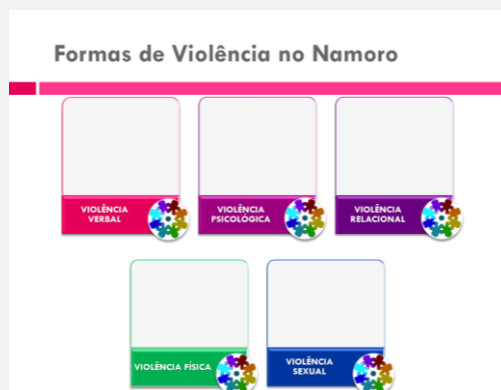 Formas de Violência no Namoro
VIOLÊNCIA
VERBAL
VIOLÊNCIA
PSICOLÓGICA
VIOLÊNCIA
RELACIONAL
VIOLÊNCIA FÍSICA
VIOLÊNCIA
SEXUAL